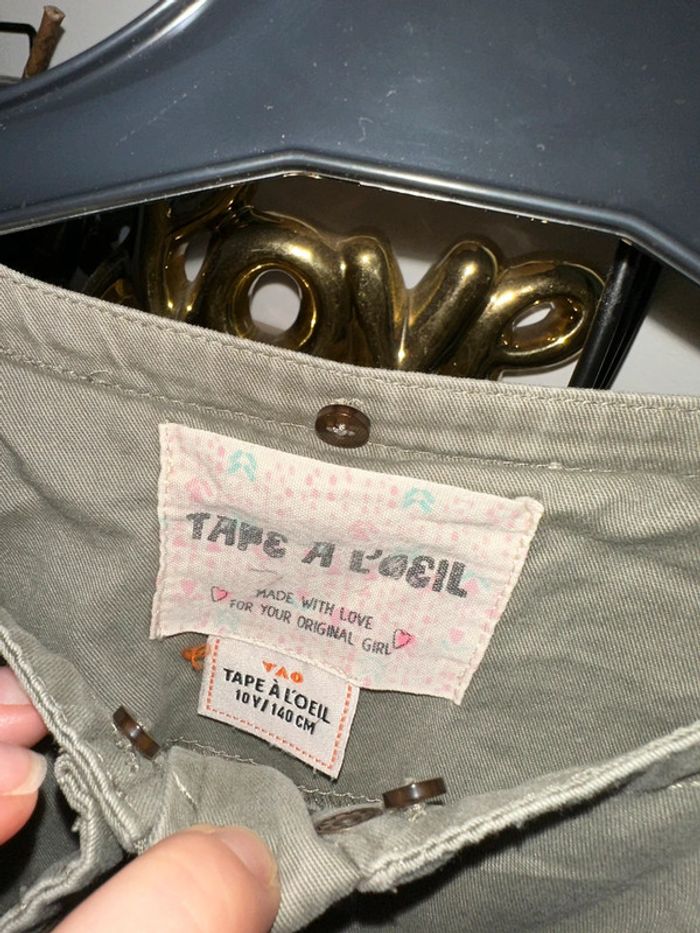 Love
TAPE A L'OEIL
MADE WITH LOVE
FOR YOUR ORIGINAL GIRL
TAO
TAPE À L'OEIL
10Y/140CM